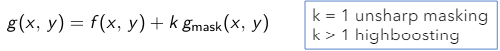 g(x, y) = f(x, y) + k g_mask(x, y)
k = 1 unsharp masking
k > 1 highboosting